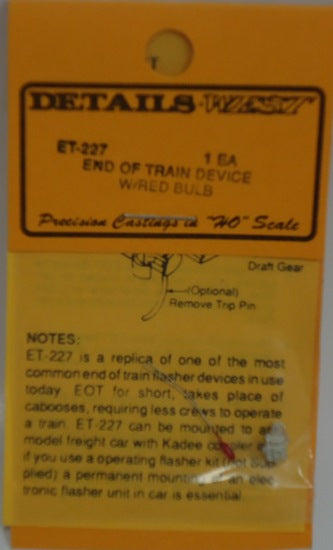 DETAILS WEST
ET-227 1 EA
END OF TRAIN DEVICE
W/RED BULB
Precision Castings in "HO" Scale
Draft Gear
(Optional)
Remove Trip Pin
NOTES:
ET-227 is a replica of one of the most
common end of train flasher devices in use
today. EOT for short, takes place of
cabooses, requiring less crews to operate
a train. ET-227 can be mounted to
model freight car with Kadee coupler
if you use a operating flasher kit (not sup-
plied) a permanent mounting an elec-
tronic flasher unit in car is essential.